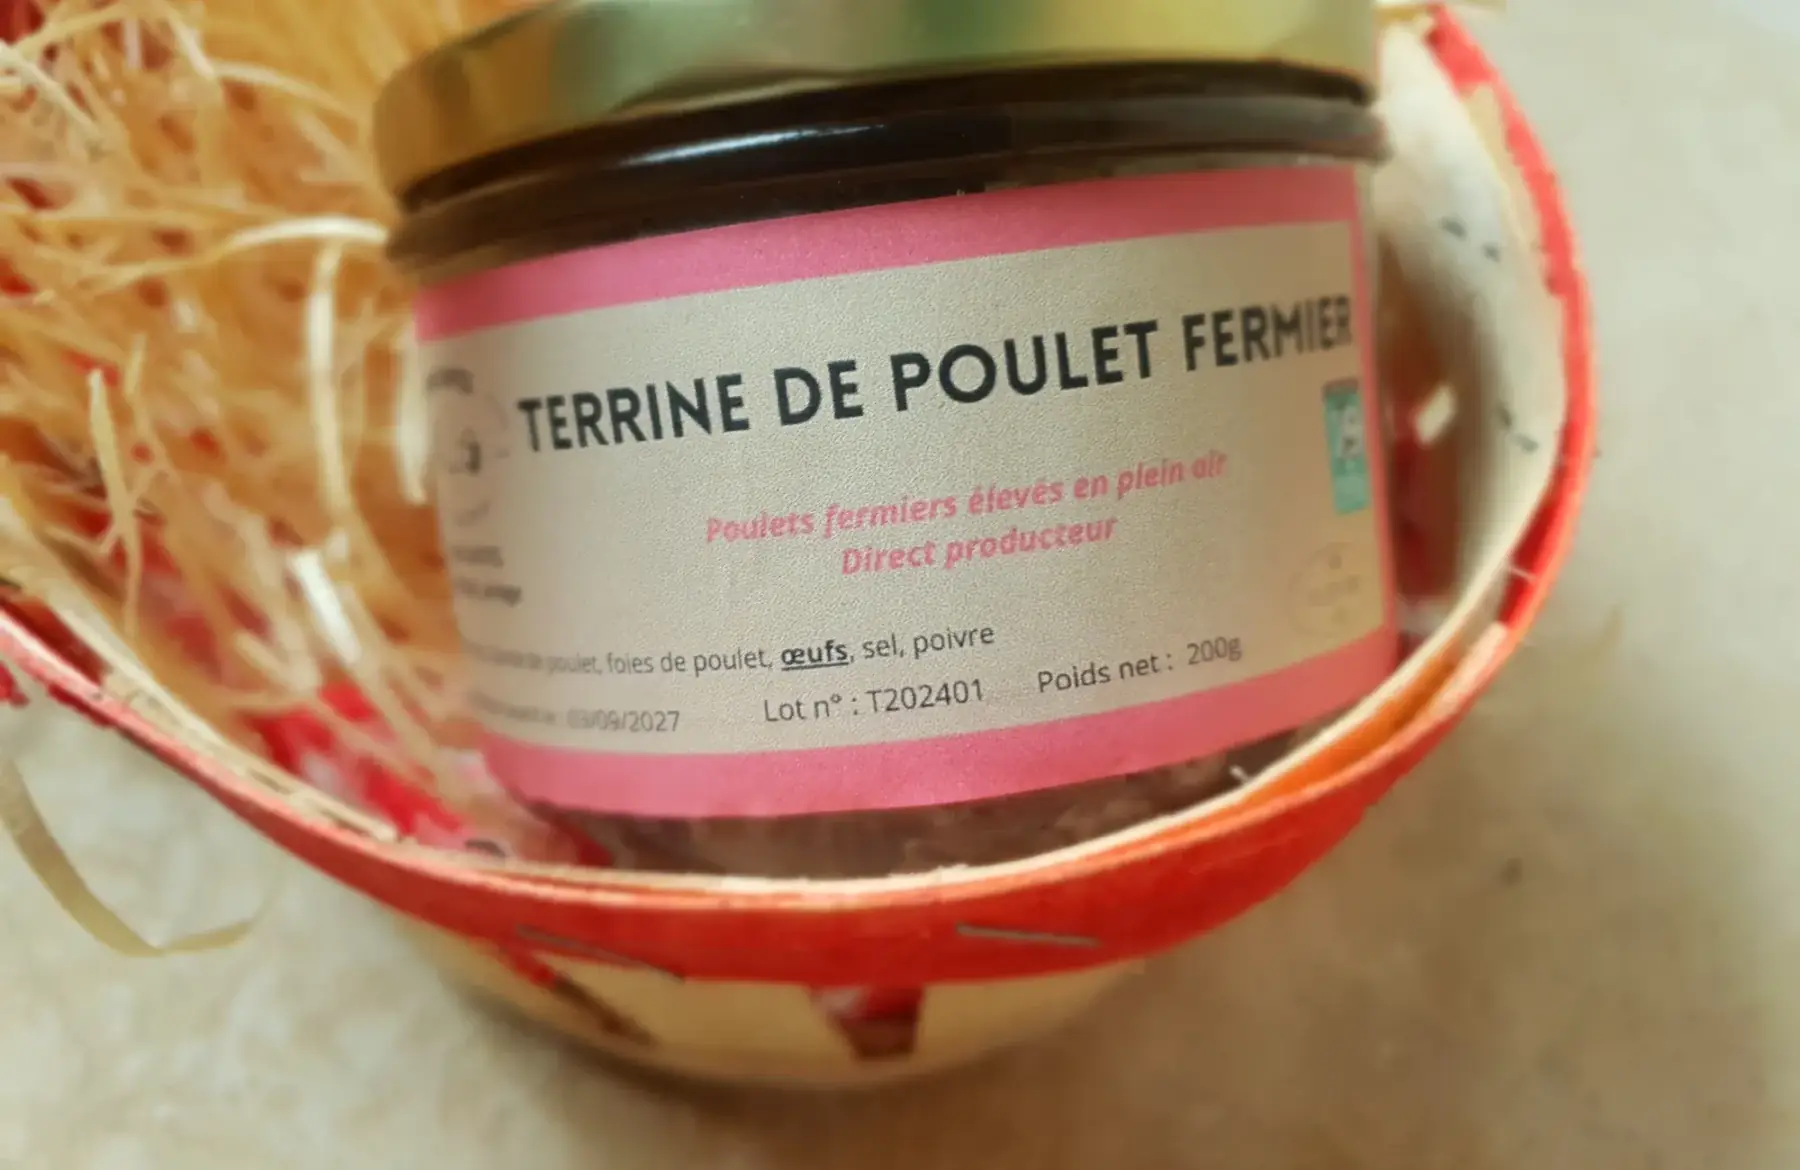 TERRINE DE POULET FERMIER
Poulets fermiers élevés en plein air
Direct producteur
de poulet, foies de poulet, œufs, sel, poivre
/09/2027 Lot n° : T202401 Poids net : 200g